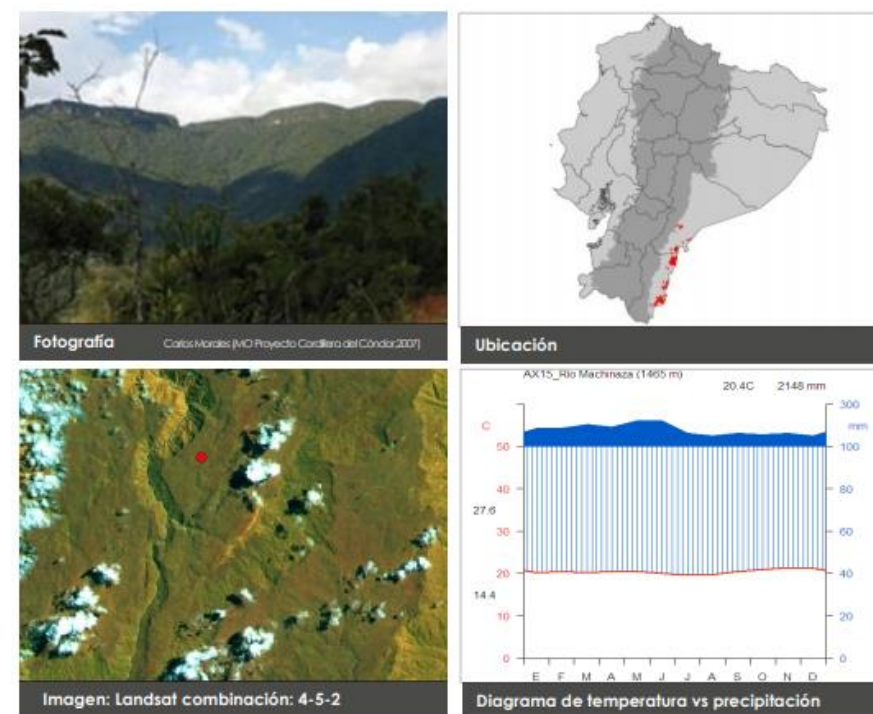 Fotografía
Carlos Morales (MO Proyecto Cordillera del Cóndor:2007)
Ubicación
Imagen: Landsat combinación: 4-5-2
AX15_Rio Machinaza (1465 m)
20.4C 2148 mm
C
300
mm
50
100
40
80
27.6
30
60
20
40
14.4
10
20
0
0
E F M A M J J A S O N D
Diagrama de temperatura vs precipitación